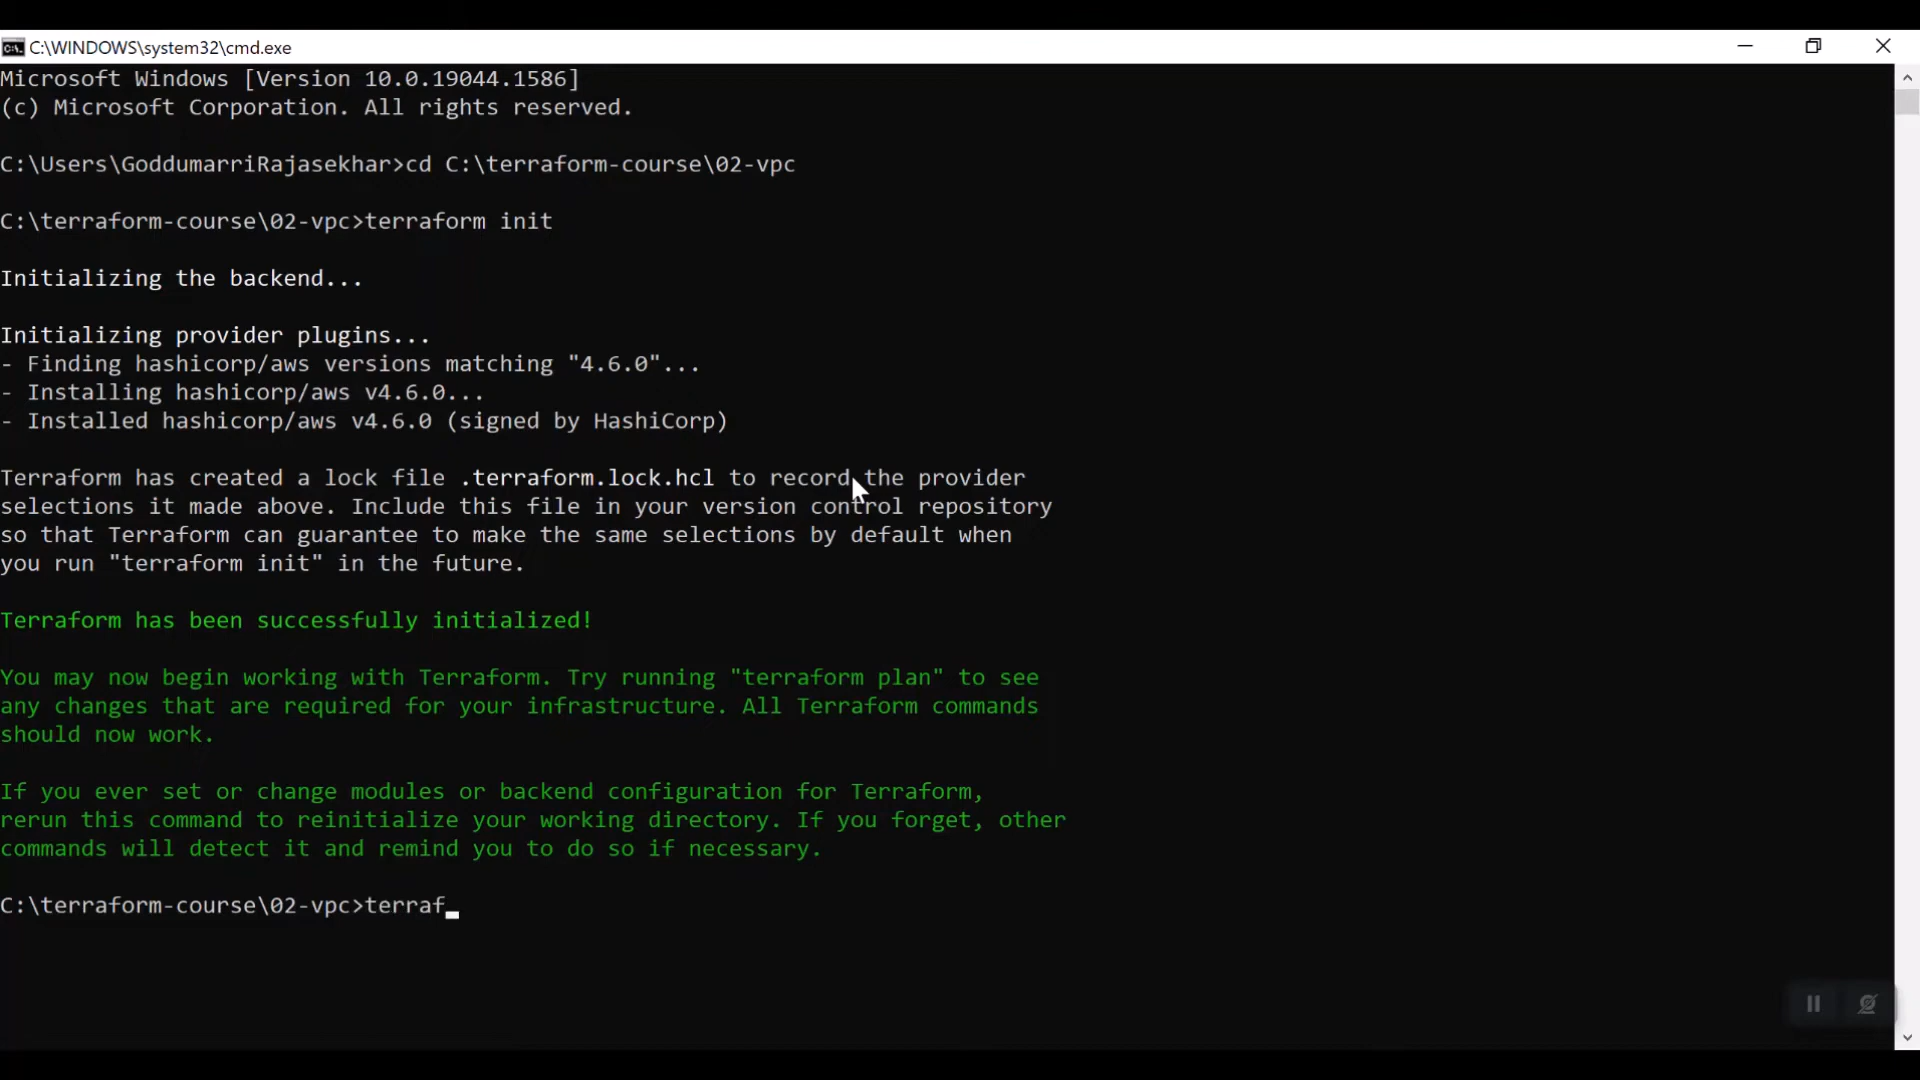 C:\WINDOWS\system32\cmd.exe
Microsoft Windows [Version 10.0.19044.1586]
(c) Microsoft Corporation. All rights reserved.
C:\Users\GoddumarriRajasekhar>cd C:\terraform-course\02-vpc
C:\terraform-course\02-vpc>terraform init
Initializing the backend...
Initializing provider plugins...
- Finding hashicorp/aws versions matching "4.6.0"...
- Installing hashicorp/aws v4.6.0...
- Installed hashicorp/aws v4.6.0 (signed by HashiCorp)
Terraform has created a lock file .terraform.lock.hcl to record the provider
selections it made above. Include this file in your version control repository
so that Terraform can guarantee to make the same selections by default when
you run "terraform init" in the future.
Terraform has been successfully initialized!
You may now begin working with Terraform. Try running "terraform plan" to see
any changes that are required for your infrastructure. All Terraform commands
should now work.
If you ever set or change modules or backend configuration for Terraform,
rerun this command to reinitialize your working directory. If you forget, other
commands will detect it and remind you to do so if necessary.
C:\terraform-course\02-vpc>terraf